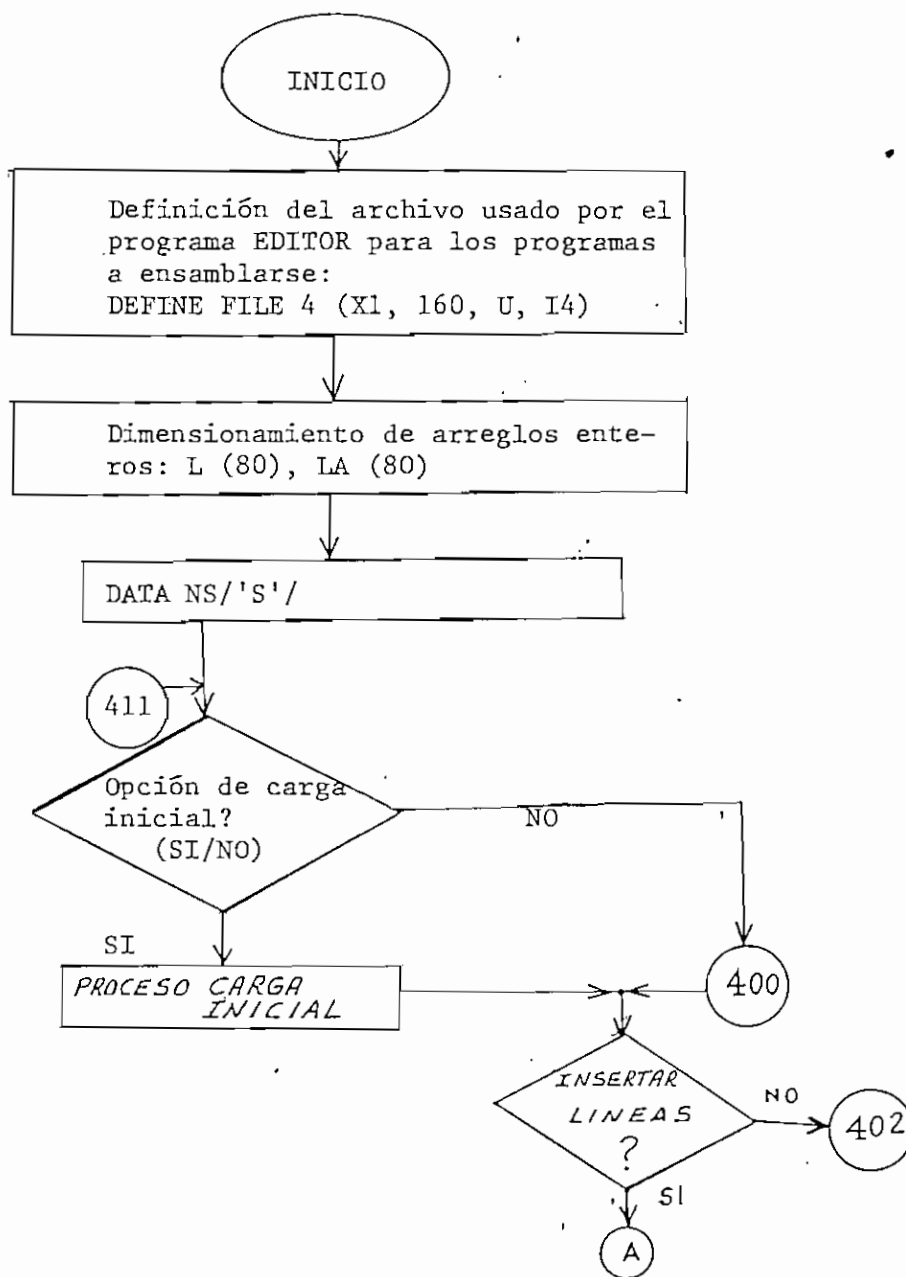 INICIO
Definición del archivo usado por el
programa EDITOR para los programas
a ensamblarse:
DEFINE FILE 4 (X1, 160, U, I4)
Dimensionamiento de arreglos ente-
ros: L (80), LA (80)
DATA NS/'S'/
411
Opción de carga
inicial?
(SI/NO)
NO
SI
PROCESO CARGA
INICIAL
400
INSERTAR
LINEAS
?
NO
402
SI
A